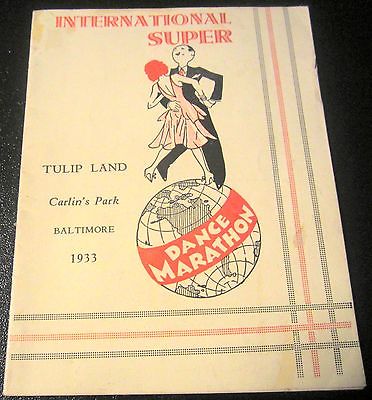 INTERNATIONAL
SUPER
TULIP LAND
Carlin's Park
BALTIMORE
1933
DANCE
MARATHON